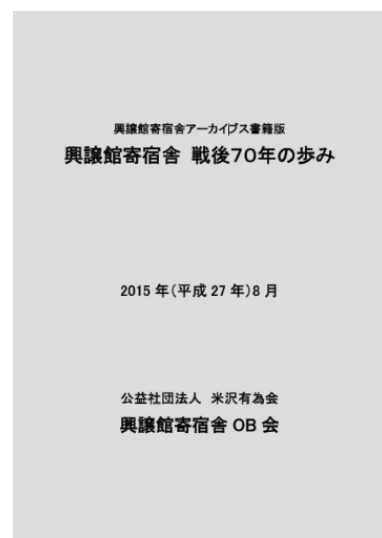 興譲館寄宿舎アーカイブス書籍版
興譲館寄宿舎 戦後70年の歩み
2015年(平成27年)8月
公益社団法人 米沢有為会
興譲館寄宿舎 OB 会